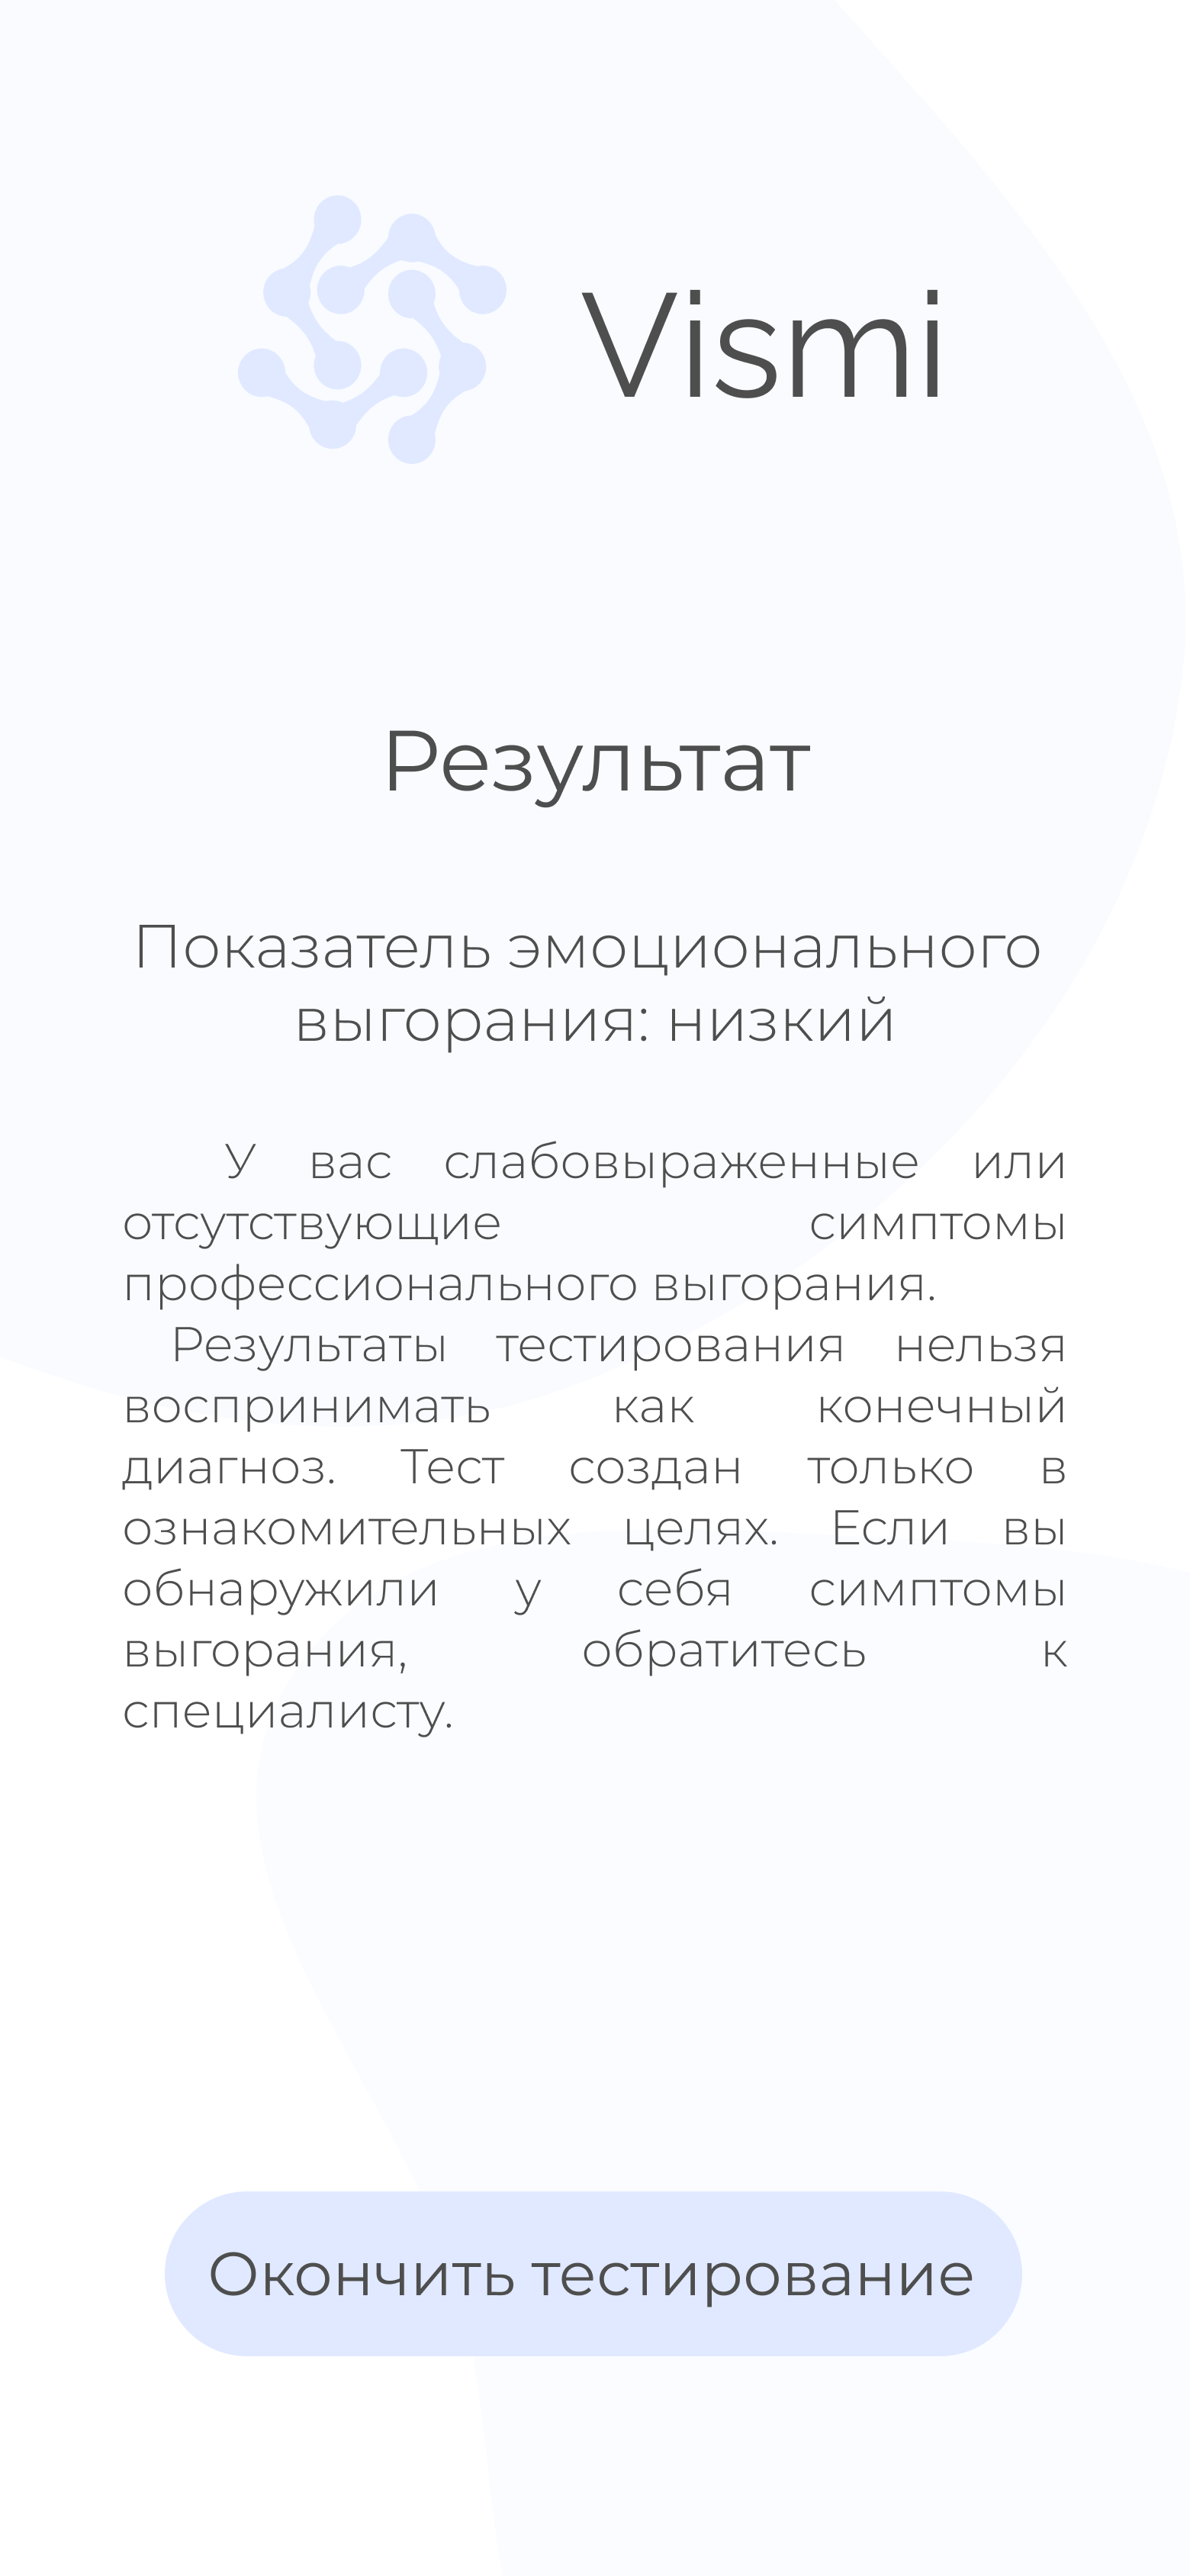 Vismi
Результат
Показатель эмоционального
выгорания: низкий
У вас слабовыраженные или
отсутствующие симптомы
профессионального выгорания.
Результаты тестирования нельзя
воспринимать как конечный
диагноз. Тест создан только в
ознакомительных целях. Если вы
обнаружили у себя симптомы
выгорания, обратитесь к
специалисту.
Окончить тестирование